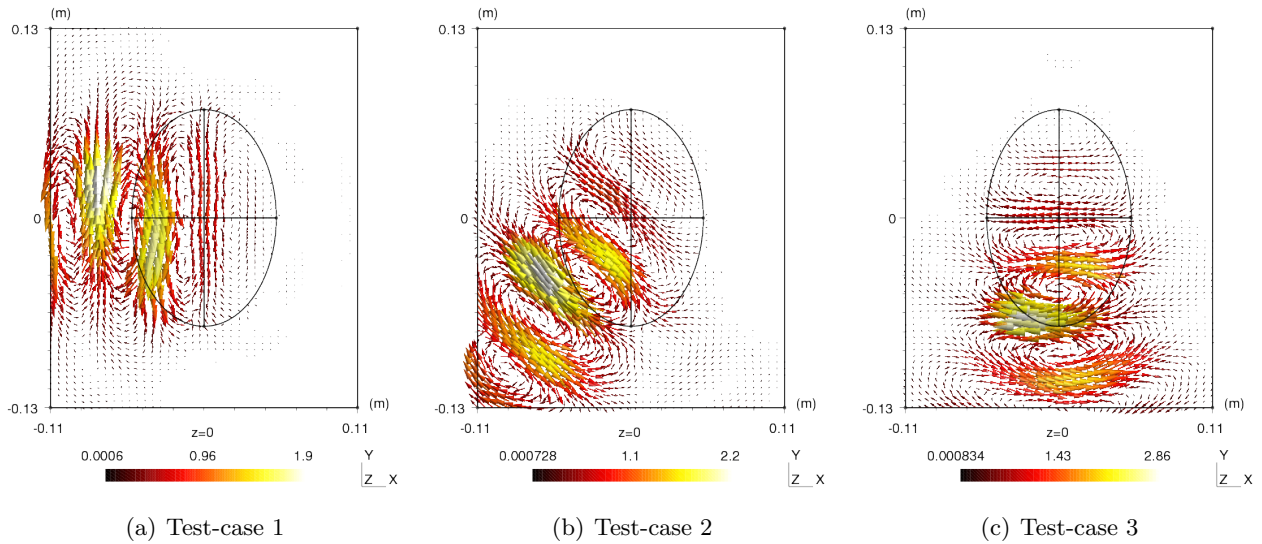 (m)
0.13
0
-0.13
(m)
-0.11
z=0
0.11
0.0006
0.96
1.9
Y
Z
X
(a) Test-case 1
(m)
0.13
0
-0.13
(m)
-0.11
z=0
0.11
0.000728
1.1
2.2
Y
Z
X
(b) Test-case 2
(m)
0.13
0
-0.13
(m)
-0.11
z=0
0.11
0.000834
1.43
2.86
Y
Z
X
(c) Test-case 3